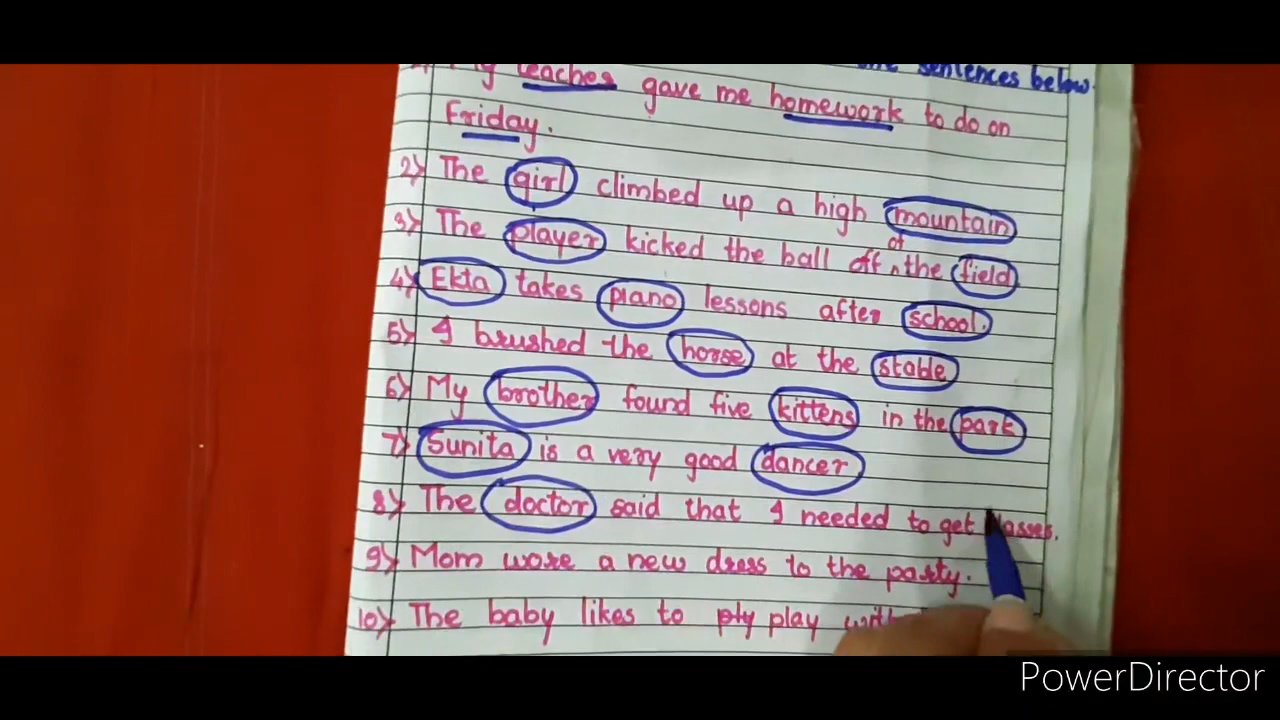 sentences below.
teacher gave me homework to do on
Friday.
2) The girl climbed up a high mountain
3) The player kicked the ball off of the field
4) Ekta takes piano lessons after school.
5) I brushed the horse at the stable
6) My brother found five kittens in the park
7) Sunita is a very good dancer
8) The doctor said that I needed to get
9) Mom wore a new dress to the party.
10) The baby likes to ply play with
PowerDirector